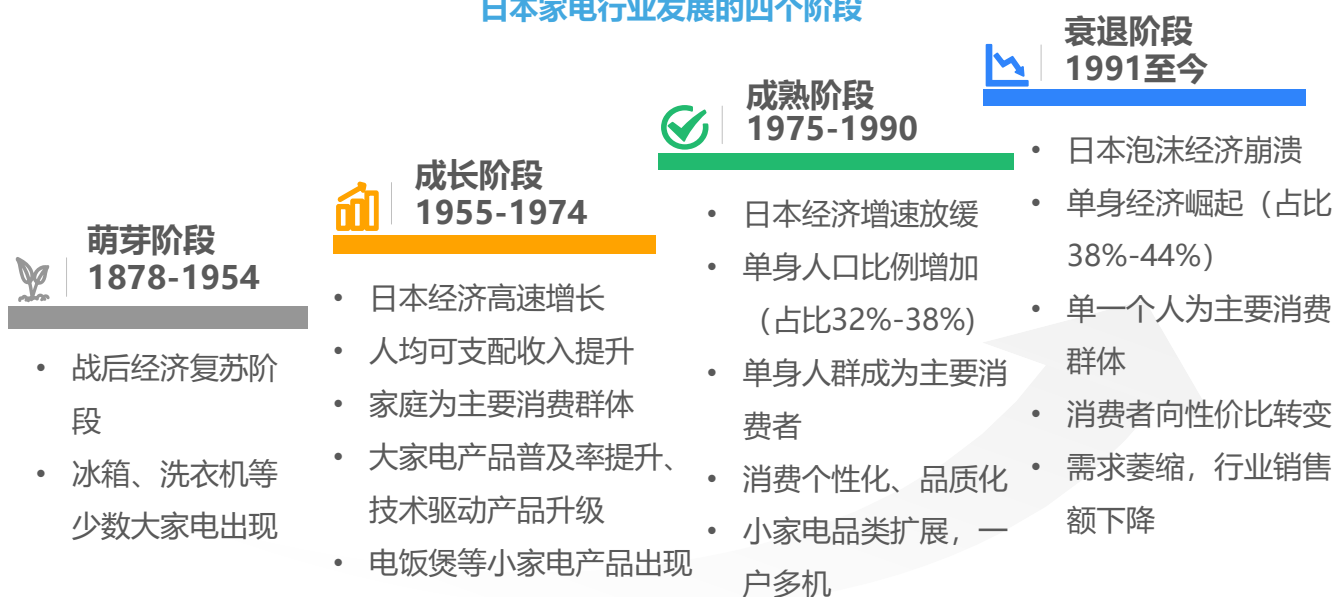 日本家电行业发展的四个阶段
萌芽阶段
1878-1954
• 战后经济复苏阶
段
• 冰箱、洗衣机等
少数大家电出现
成长阶段
1955-1974
• 日本经济高速增长
• 人均可支配收入提升
• 家庭为主要消费群体
• 大家电产品普及率提升、
技术驱动产品升级
• 电饭煲等小家电产品出现
成熟阶段
1975-1990
• 日本经济增速放缓
• 单身人口比例增加
（占比32%-38%)
• 单身人群成为主要消
费者
• 消费个性化、品质化
• 小家电品类扩展，一
户多机
衰退阶段
1991至今
• 日本泡沫经济崩溃
• 单身经济崛起（占比
38%-44%）
• 单一个人为主要消费
群体
• 消费者向性价比转变
• 需求萎缩，行业销售
额下降